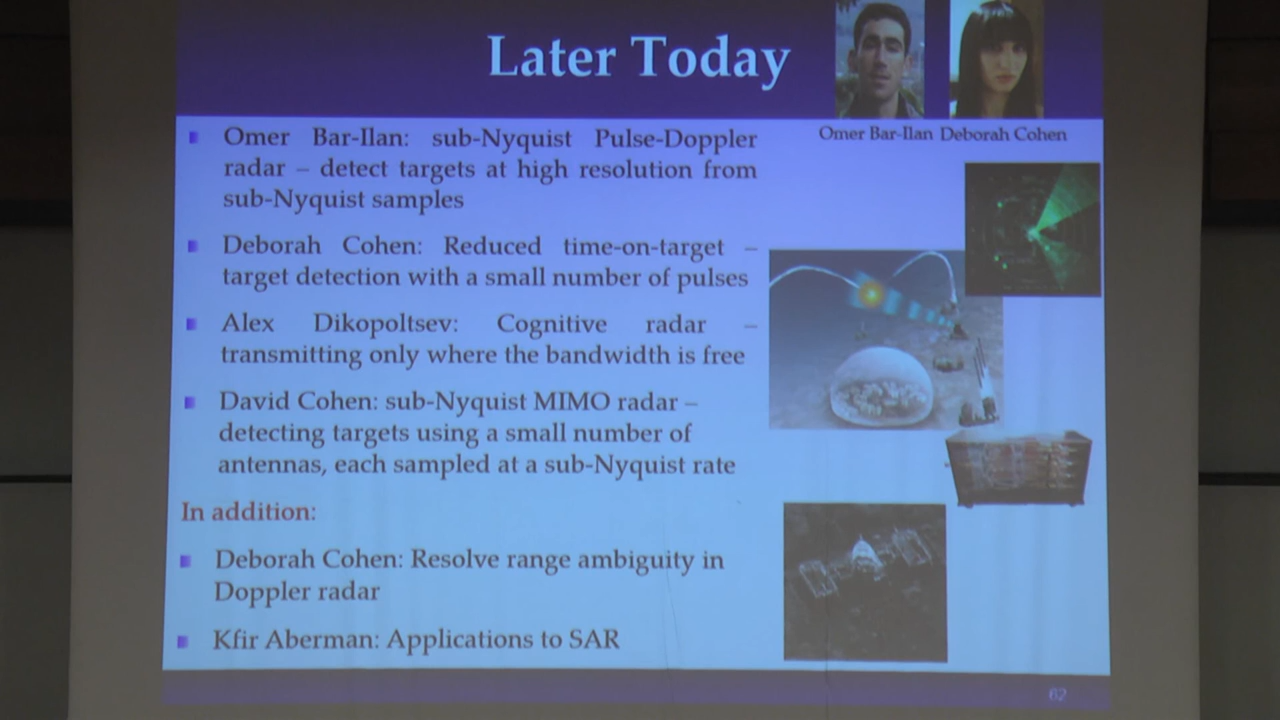 Later Today
Omer Bar-Ilan Deborah Cohen
Omer Bar-Ilan: sub-Nyquist Pulse-Doppler
radar – detect targets at high resolution from
sub-Nyquist samples
Deborah Cohen: Reduced time-on-target –
target detection with a small number of pulses
Alex Dikopoltsev: Cognitive radar –
transmitting only where the bandwidth is free
David Cohen: sub-Nyquist MIMO radar –
detecting targets using a small number of
antennas, each sampled at a sub-Nyquist rate
In addition:
Deborah Cohen: Resolve range ambiguity in
Doppler radar
Kfir Aberman: Applications to SAR
62